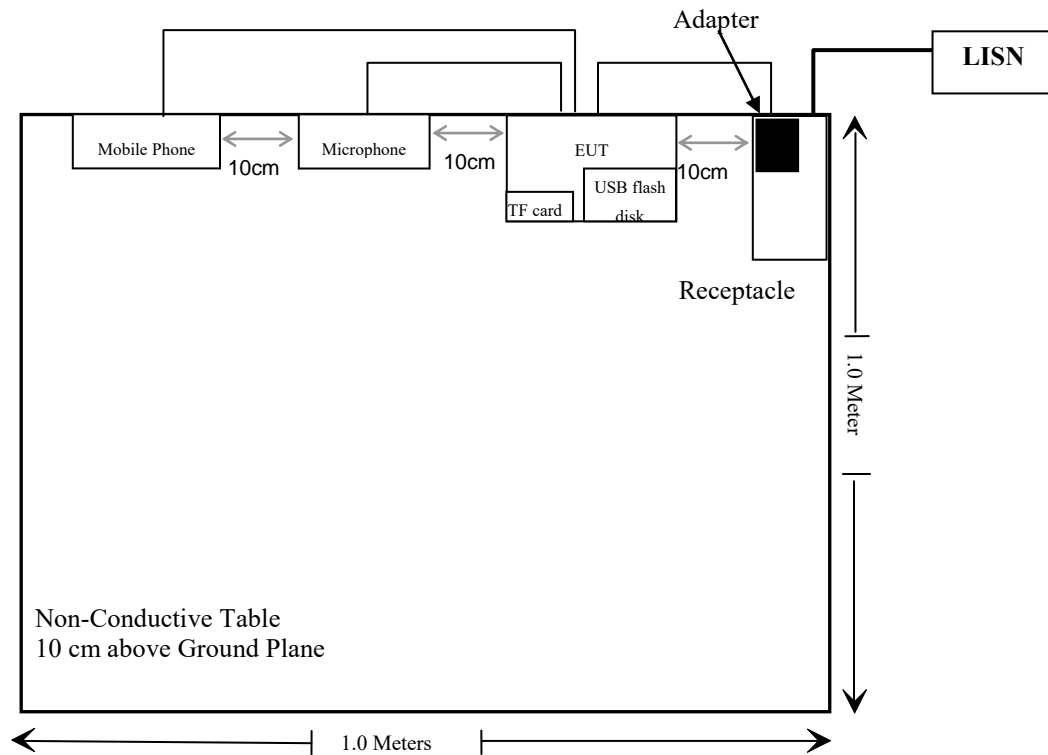 Adapter
LISN
Mobile Phone
10cm
Microphone
10cm
EUT
10cm
USB flash
disk
TF card
Receptacle
1.0 Meter
Non-Conductive Table
10 cm above Ground Plane
1.0 Meters